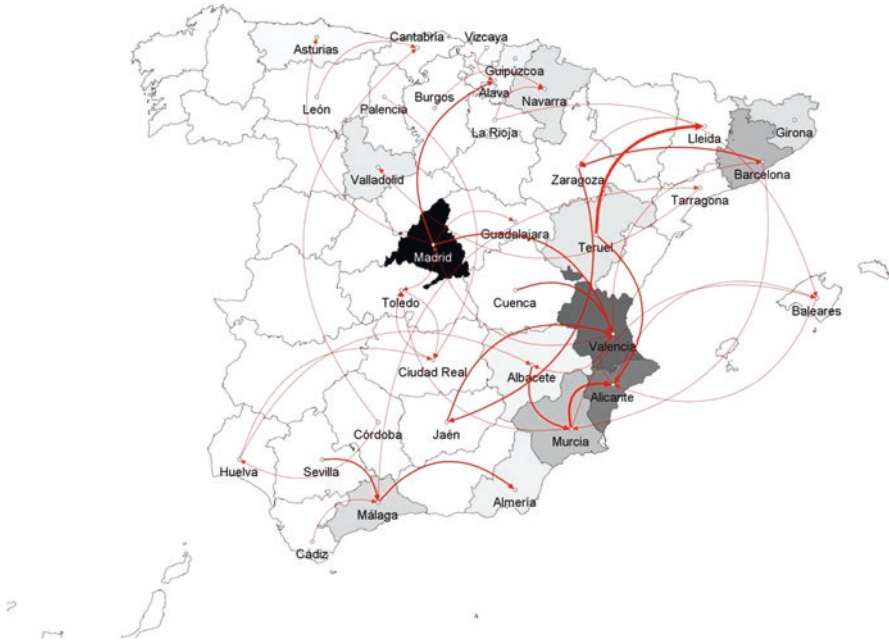 Cantabria
Vizcaya
Asturias
Guipúzcoa
Alava
Navarra
León
Palencia
Burgos
La Rioja
Lleida
Girona
Valladolid
Zaragoza
Barcelona
Tarragona
Guadalajara
Teruel
Madrid
Toledo
Cuenca
Baleares
Valencia
Ciudad Real
Albacete
Alicante
Córdoba
Jaén
Murcia
Huelva
Sevilla
Málaga
Almería
Cádiz